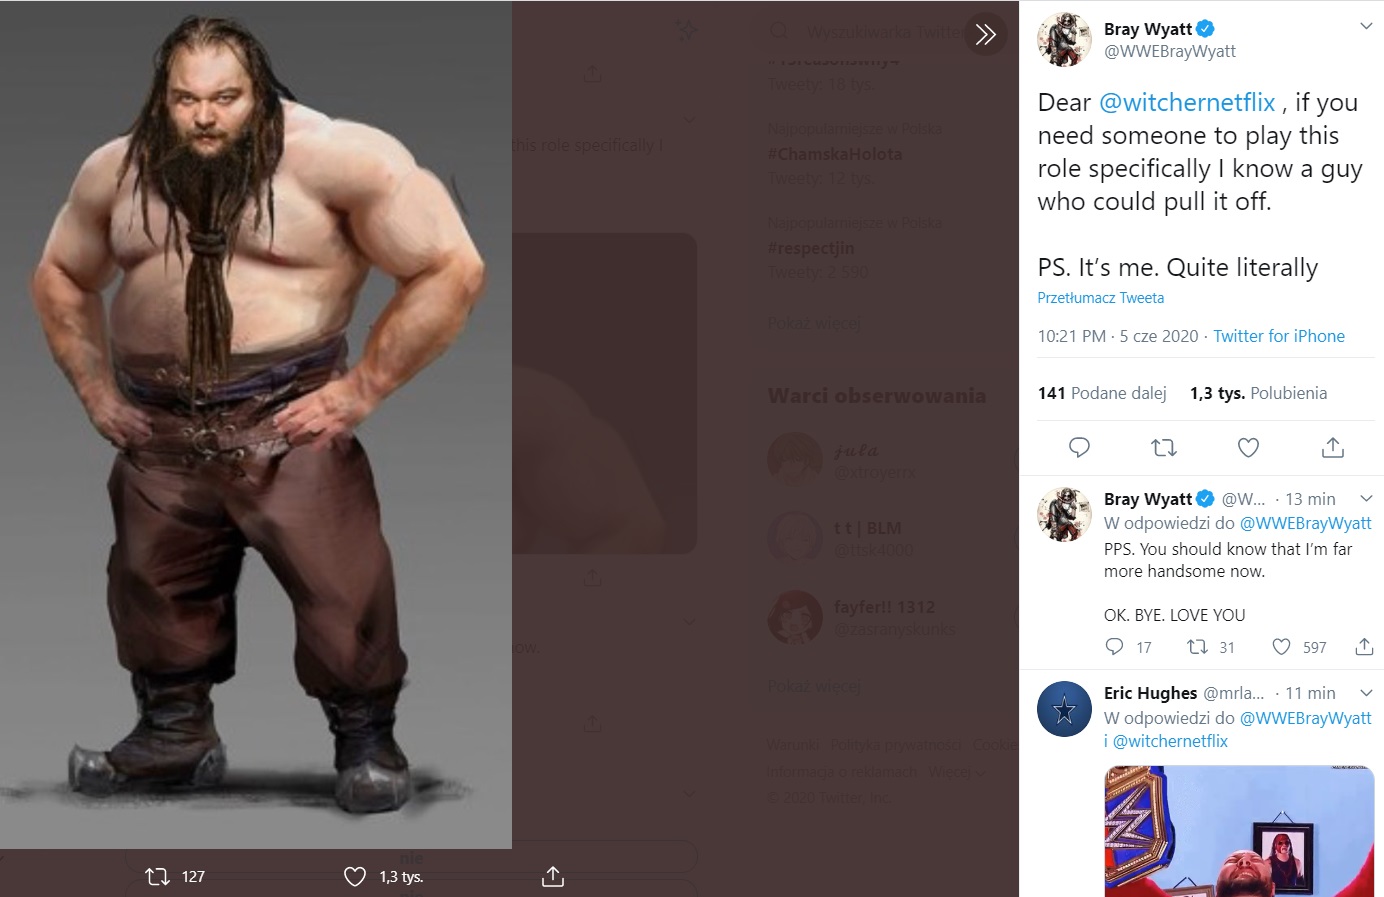 Wyszukiwarka Twitter
Tweety: 18 tys.
this role specifically I
Najpopularniejsze w Polska
#ChamskaHolota
Tweety: 12 tys.
Najpopularniejsze w Polska
#respectjin
Tweety: 2 590
Pokaż więcej
Warci obserwowania
𝓳𝓾ł𝓪
@xtroyerrx
t t | BLM
@ttsk4000
fayfer!! 1312
@zasranyskunks
Pokaż więcej
Warunki Polityka prywatności Cookie
Informacja o reklamach Więcej
© 2020 Twitter, Inc.
nie
127 1,3 tys.
Bray Wyatt
@WWEBrayWyatt
Dear @witchernetflix , if you
need someone to play this
role specifically I know a guy
who could pull it off.
PS. It’s me. Quite literally
Przetłumacz Tweeta
10:21 PM · 5 cze 2020 · Twitter for iPhone
141 Podane dalej 1,3 tys. Polubienia
Bray Wyatt @W... · 13 min
W odpowiedzi do @WWEBrayWyatt
PPS. You should know that I’m far
more handsome now.
OK. BYE. LOVE YOU
17 31 597
Eric Hughes @mrla... · 11 min
W odpowiedzi do @WWEBrayWyatt
i @witchernetflix